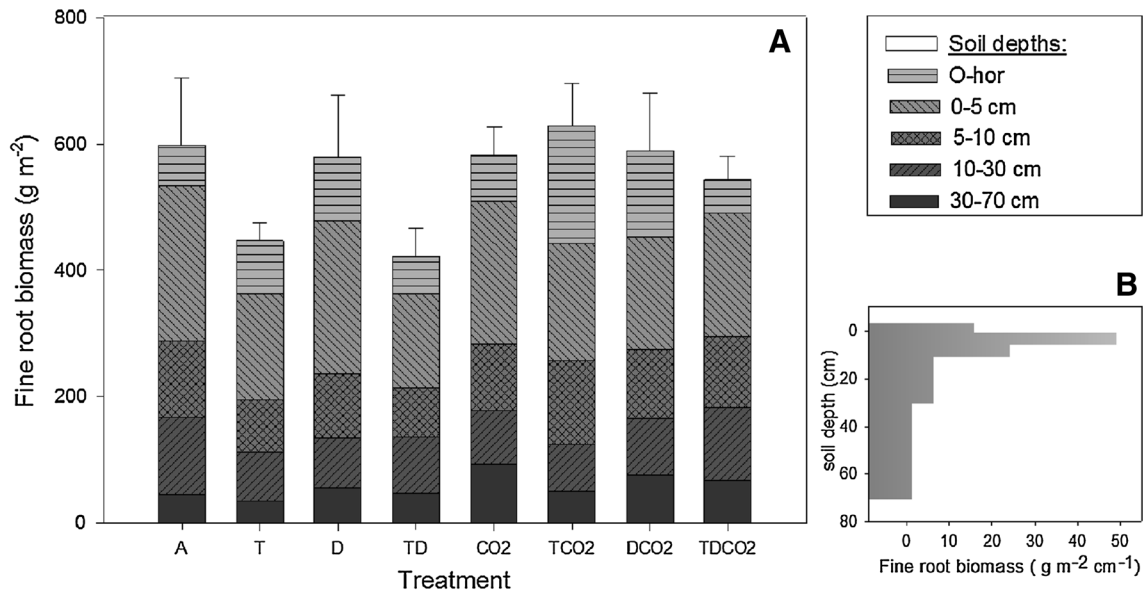 800
600
400
200
0
Fine root biomass (g m-2)
A
A
T
D
TD
CO2
TCO2
DCO2
TDCO2
Treatment
Soil depths:
O-hor
0-5 cm
5-10 cm
10-30 cm
30-70 cm
B
0
20
40
60
80
soil depth (cm)
0 10 20 30 40 50
Fine root biomass ( g m-2 cm-1)